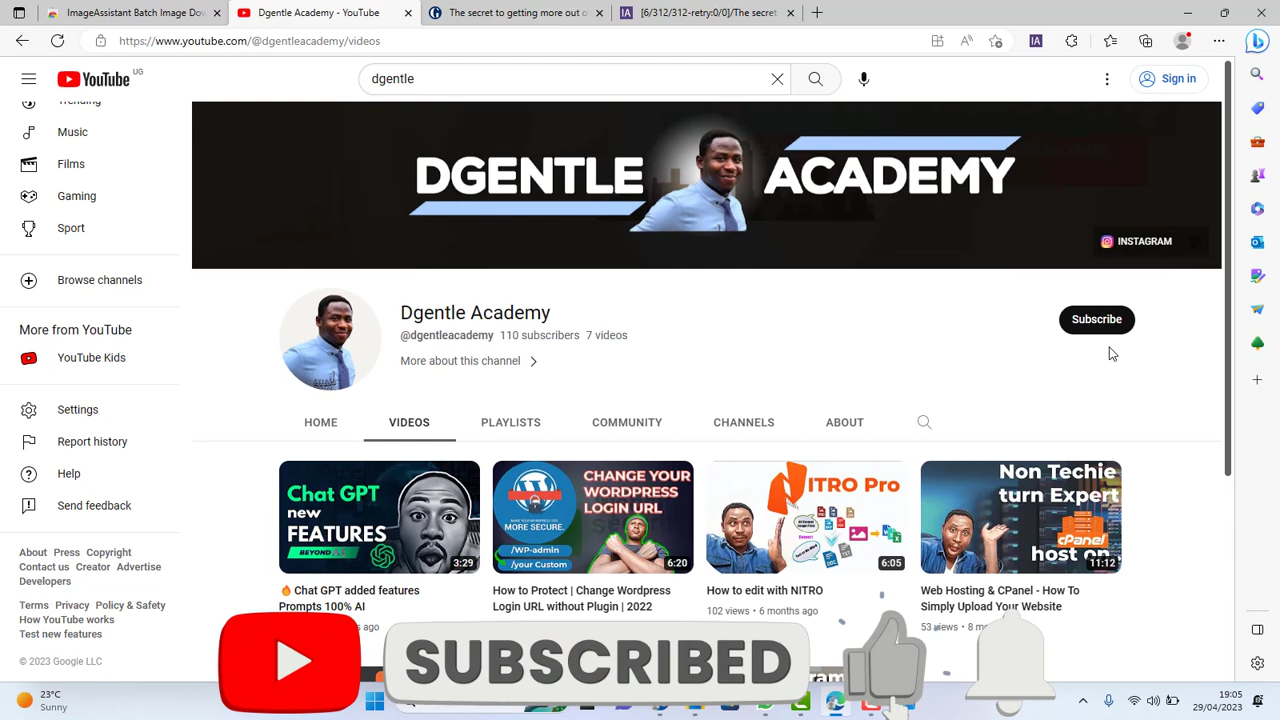 ImageAssistant Batch Image Dow
Dgentle Academy - YouTube
The secret to getting more out o
[6/312/312-retry:0/0]The secret
https://www.youtube.com/@dgentleacademy/videos
YouTube UG
dgentle
Sign in
Trending
Music
Films
Gaming
Sport
Browse channels
More from YouTube
YouTube Kids
Settings
Report history
Help
Send feedback
About Press Copyright
Contact us Creator Advertise
Developers
Terms Privacy Policy & Safety
How YouTube works
Test new features
© 2023 Google LLC
DGENTLE ACADEMY
INSTAGRAM
Dgentle Academy
@dgentleacademy 110 subscribers 7 videos
More about this channel
Subscribe
HOME VIDEOS PLAYLISTS COMMUNITY CHANNELS ABOUT
Chat GPT
new
FEATURES
BEYOND AI
3:29
CHANGE YOUR
WORDPRESS
LOGIN URL
MORE SECURE.
/WP-admin
/your Custom
6:20
NITRO Pro
6:05
Non Techie
turn Expert
cPanel
host on
11:12
🔥 Chat GPT added features
Prompts 100% AI
How to Protect | Change Wordpress
Login URL without Plugin | 2022
How to edit with NITRO
102 views • 6 months ago
Web Hosting & CPanel - How To
Simply Upload Your Website
53 views
SUBSCRIBED
23°C
Sunny
19:05
29/04/2023